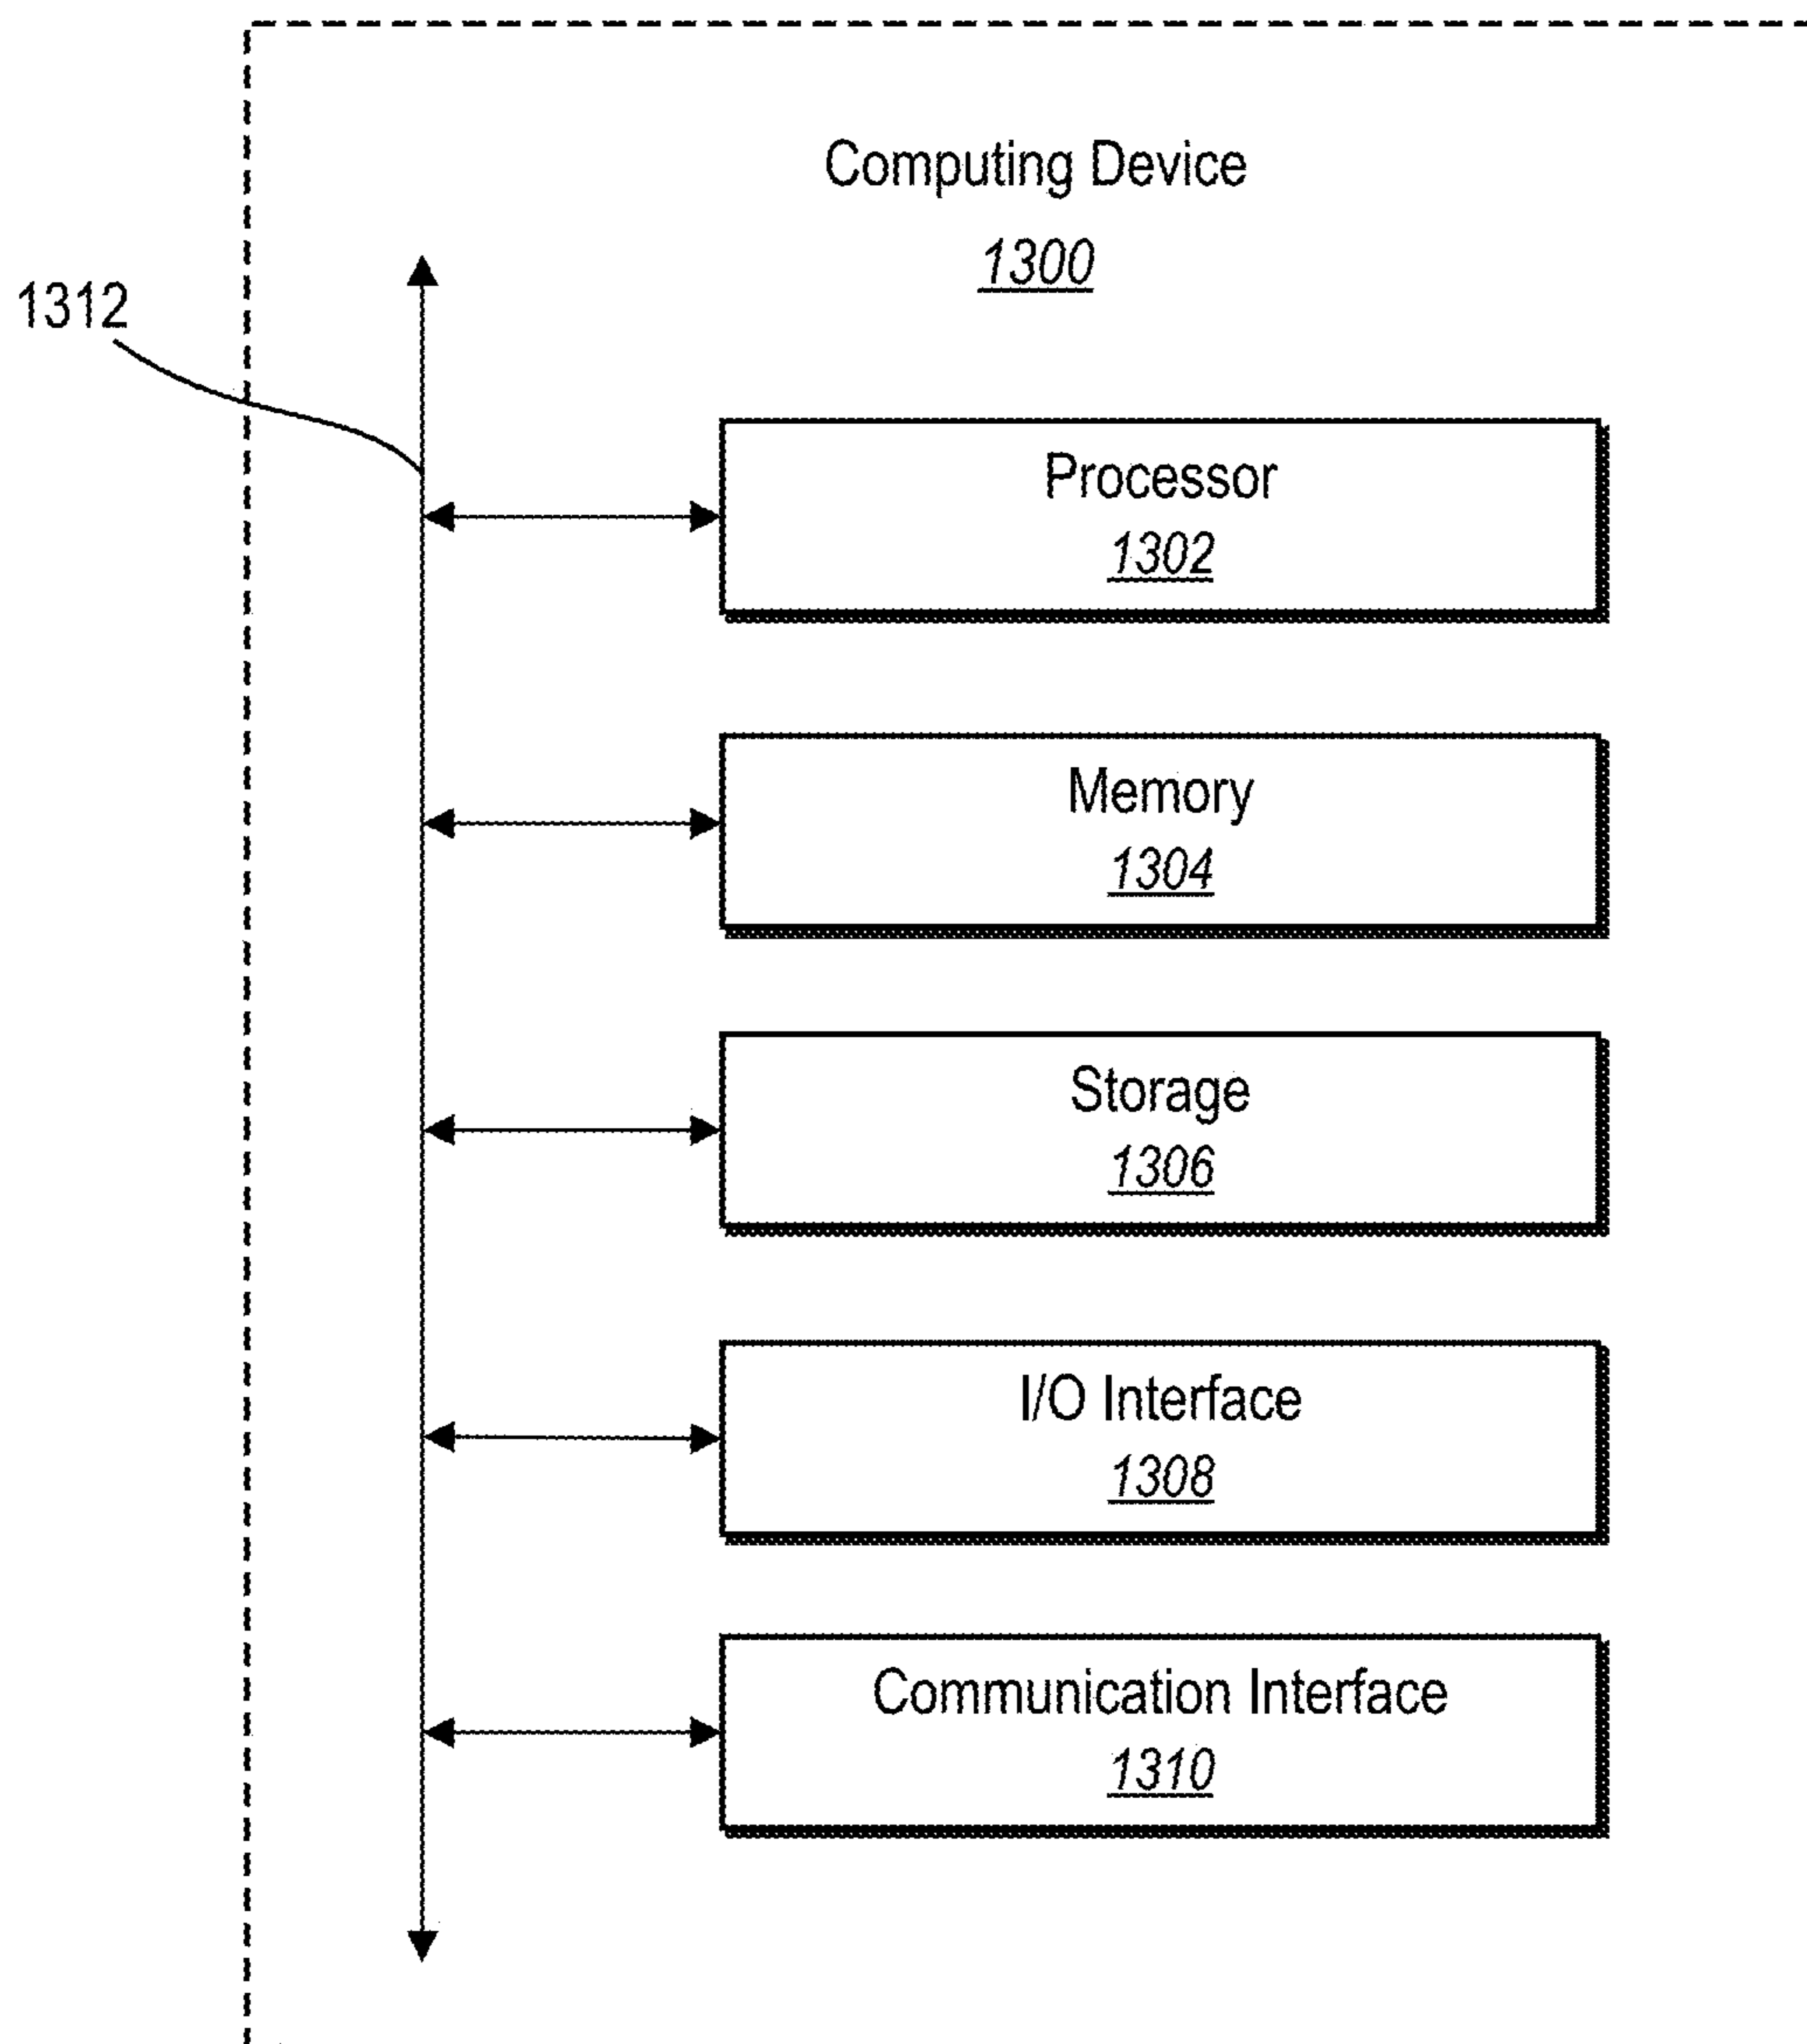 Computing Device
1300
1312
Processor
1302
Memory
1304
Storage
1306
I/O Interface
1308
Communication Interface
1310